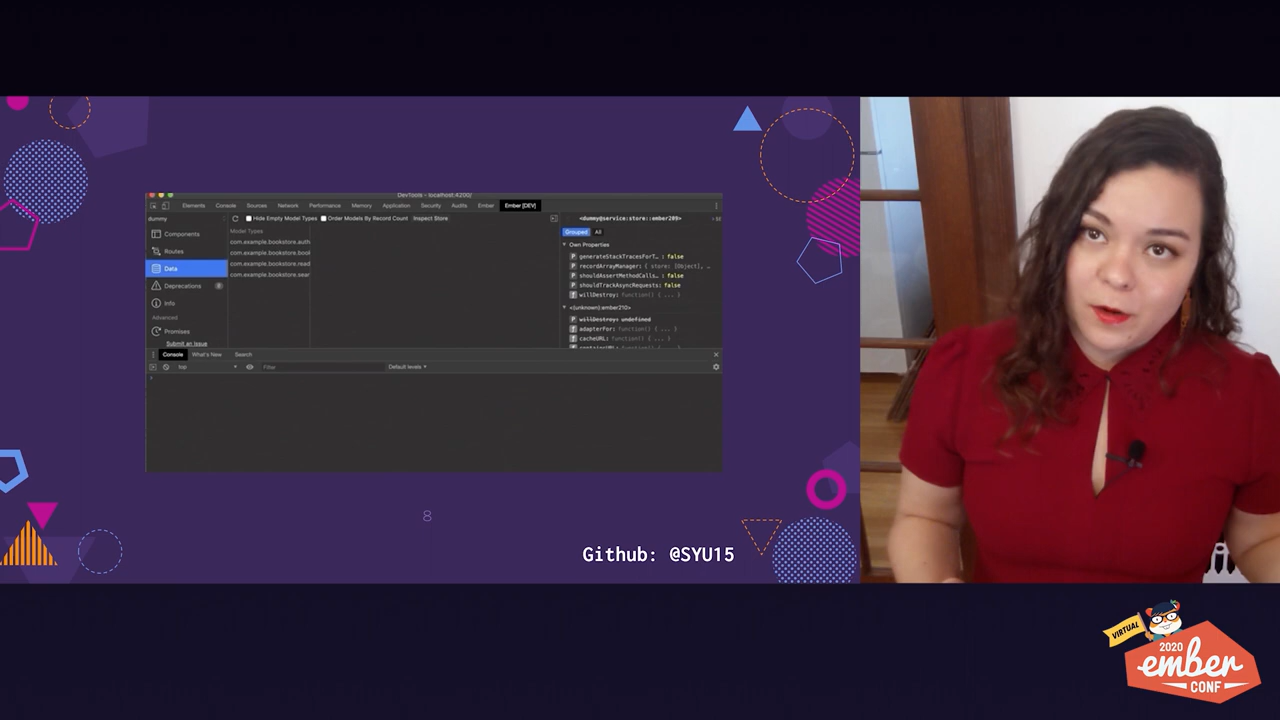 DevTools - localhost:4200/
Elements Console Sources Network Performance Memory Application Security Audits Ember Ember [DEV]
dummy Hide Empty Model Types Order Models By Record Count Inspect Store <dummy@service:store::ember209>
Components
Routes
Data
Deprecations
Info
Advanced
Promises
Submit an Issue
Model Types
com.example.bookstore.auth
com.example.bookstore.bool
com.example.bookstore.read
com.example.bookstore.sear
Grouped All
Own Properties
P generateStackTracesForT… : false
P recordArrayManager: { store: [Object], …
P shouldAssertMethodCalls… : false
P shouldTrackAsyncRequests: false
f willDestroy: function() { ... }
(unknown):ember210>
P willDestroy: undefined
f adapterFor: function() { ... }
f cacheURL: function() { ... }
Console What's New Search
top Filter Default levels
8
Github: @SYU15
VIRTUAL
2020
ember
CONF